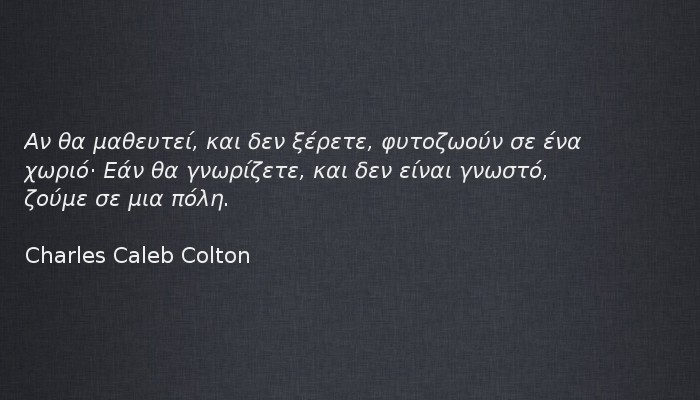 Αν θα μαθευτεί, και δεν ξέρετε, φυτοζωούν σε ένα
χωριό· Εάν θα γνωρίζετε, και δεν είναι γνωστό,
ζούμε σε μια πόλη.
Charles Caleb Colton